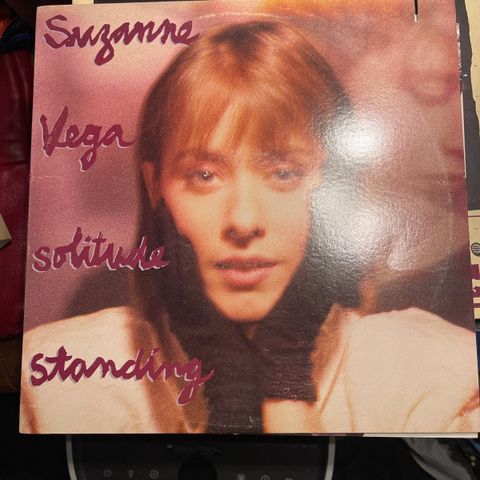 Suzanne
Vega
solitude
standing